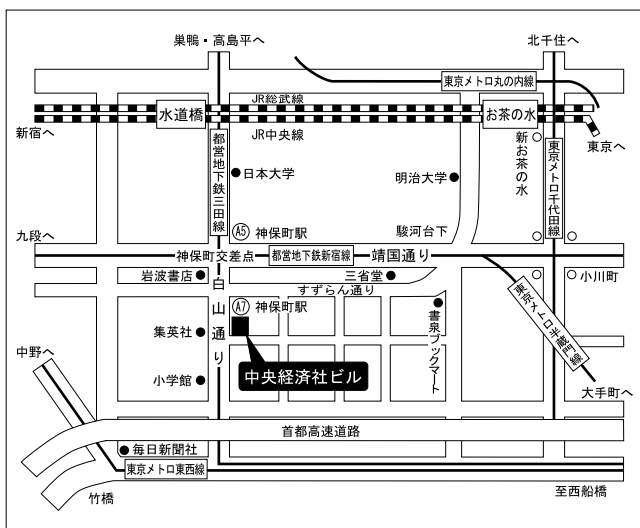 巣鴨・高島平へ
北千住へ
東京メトロ丸の内線
JR総武線
水道橋
お茶の水
新宿へ
JR中央線
東京へ
都営地下鉄三田線
新お茶の水
東京メトロ千代田線
日本大学
明治大学
A5 神保町駅
駿河台下
九段へ
神保町交差点
都営地下鉄新宿線
靖国通り
岩波書店
三省堂
小川町
すずらん通り
白山通り
A7 神保町駅
東京メトロ半蔵門線
書泉ブックマート
集英社
中野へ
中央経済社ビル
小学館
大手町へ
首都高速道路
毎日新聞社
東京メトロ東西線
竹橋
至西船橋